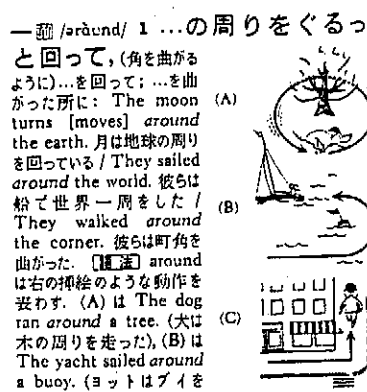 — 前 /əràund/ 1 …の周りをぐるっ
と回って, (角を曲がる
ように)…を回って; …を曲
がった所に: The moon
turns [moves] around
the earth. 月は地球の周り
を回っている / They sailed
around the world. 彼らは
船で世界一周をした /
They walked around
the corner. 彼らは町角を
曲がった. [語法] around
は右の挿絵のような動作を
表わす. (A) は The dog
ran around a tree. (犬は
木の周りを走った), (B) は
The yacht sailed around
a buoy. (ヨットはブイを
(A)
(B)
(C)